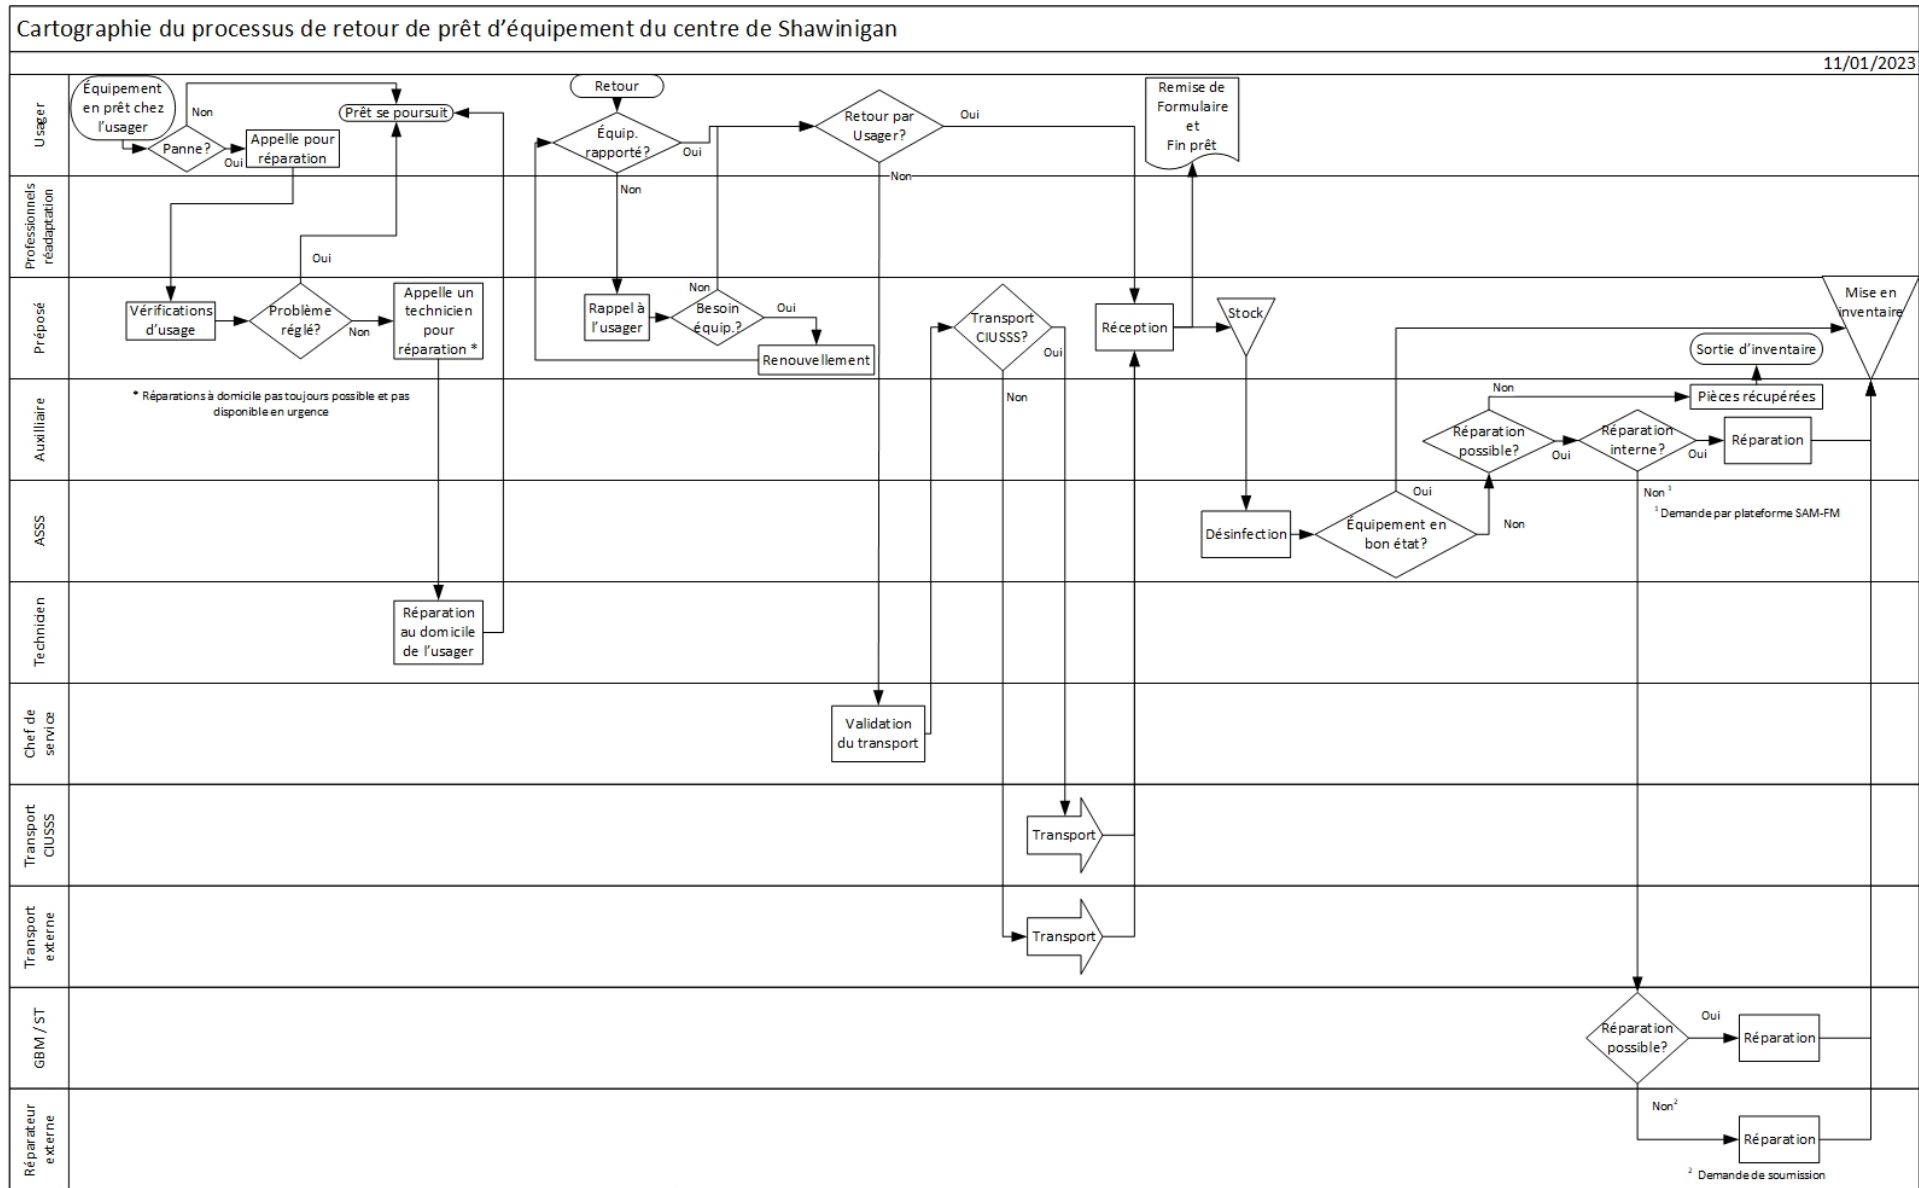 Cartographie du processus de retour de prêt d'équipement du centre de Shawinigan
11/01/2023
Usager
Équipement
en prêt chez
l'usager
Non
Panne?
Oui
Appelle pour
réparation
Prêt se poursuit
Retour
Équip.
rapporté?
Oui
Non
Retour par
Usager?
Oui
Non
Remise de
Formulaire
et
Fin prêt
Professionnels
réadaptation
Oui
Préposé
Vérifications
d'usage
Problème
réglé?
Non
Appelle un
technicien
pour
réparation *
Rappel à
l'usager
Non
Besoin
équip.?
Oui
Renouvellement
Transport
CIUSSS?
Oui
Non
Réception
Stock
Mise en
inventaire
Sortie d'inventaire
Auxilliaire
* Réparations à domicile pas toujours possible et pas
disponible en urgence
Non
Pièces récupérées
Réparation
possible?
Oui
Réparation
interne?
Oui
Réparation
ASSS
Désinfection
Oui
Équipement en
bon état?
Non
Non ¹
¹ Demande par plateforme SAM-FM
Technicien
Réparation
au domicile
de l'usager
Chef de
service
Validation
du transport
Transport
CIUSSS
Transport
Transport
externe
Transport
GBM / ST
Réparation
possible?
Oui
Réparation
Réparateur
externe
Non²
Réparation
² Demande de soumission